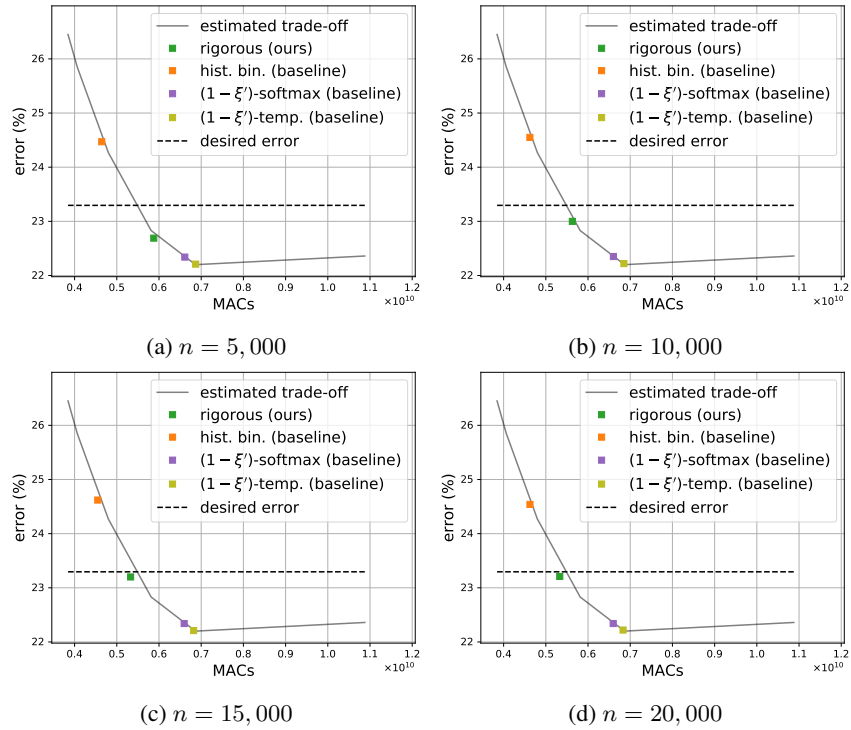 estimated trade-off
rigorous (ours)
hist. bin. (baseline)
(1 − ξ′)-softmax (baseline)
(1 − ξ′)-temp. (baseline)
desired error
26
25
24
23
22
error (%)
0.4 0.5 0.6 0.7 0.8 0.9 1.0 1.1 1.2
×10¹⁰
MACs
(a) n = 5, 000
estimated trade-off
rigorous (ours)
hist. bin. (baseline)
(1 − ξ′)-softmax (baseline)
(1 − ξ′)-temp. (baseline)
desired error
26
25
24
23
22
error (%)
0.4 0.5 0.6 0.7 0.8 0.9 1.0 1.1 1.2
×10¹⁰
MACs
(b) n = 10, 000
estimated trade-off
rigorous (ours)
hist. bin. (baseline)
(1 − ξ′)-softmax (baseline)
(1 − ξ′)-temp. (baseline)
desired error
26
25
24
23
22
error (%)
0.4 0.5 0.6 0.7 0.8 0.9 1.0 1.1 1.2
×10¹⁰
MACs
(c) n = 15, 000
estimated trade-off
rigorous (ours)
hist. bin. (baseline)
(1 − ξ′)-softmax (baseline)
(1 − ξ′)-temp. (baseline)
desired error
26
25
24
23
22
error (%)
0.4 0.5 0.6 0.7 0.8 0.9 1.0 1.1 1.2
×10¹⁰
MACs
(d) n = 20, 000